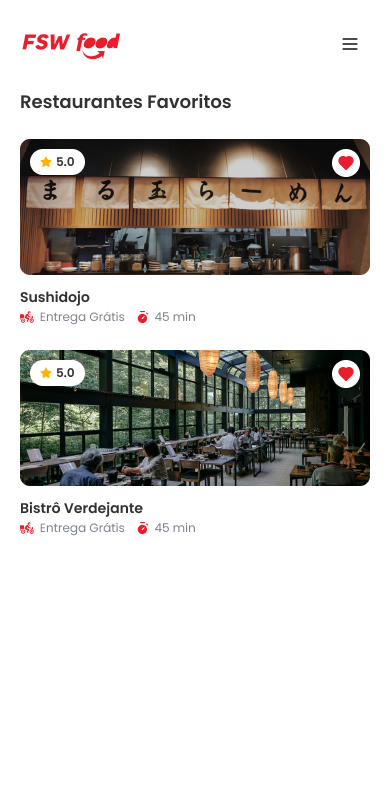 FSW food
Restaurantes Favoritos
5.0
まる玉らーめん
Sushidojo
Entrega Grátis 45 min
5.0
Bistrô Verdejante
Entrega Grátis 45 min